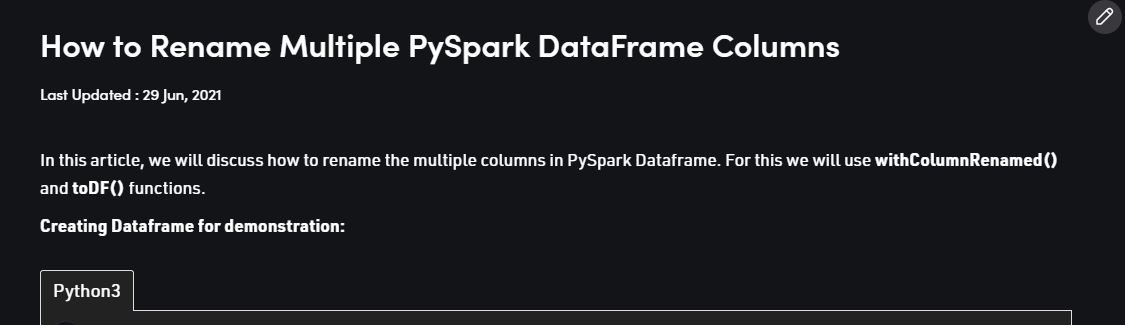 How to Rename Multiple PySpark DataFrame Columns
Last Updated : 29 Jun, 2021
In this article, we will discuss how to rename the multiple columns in PySpark Dataframe. For this we will use withColumnRenamed()
and toDF() functions.
Creating Dataframe for demonstration:
Python3